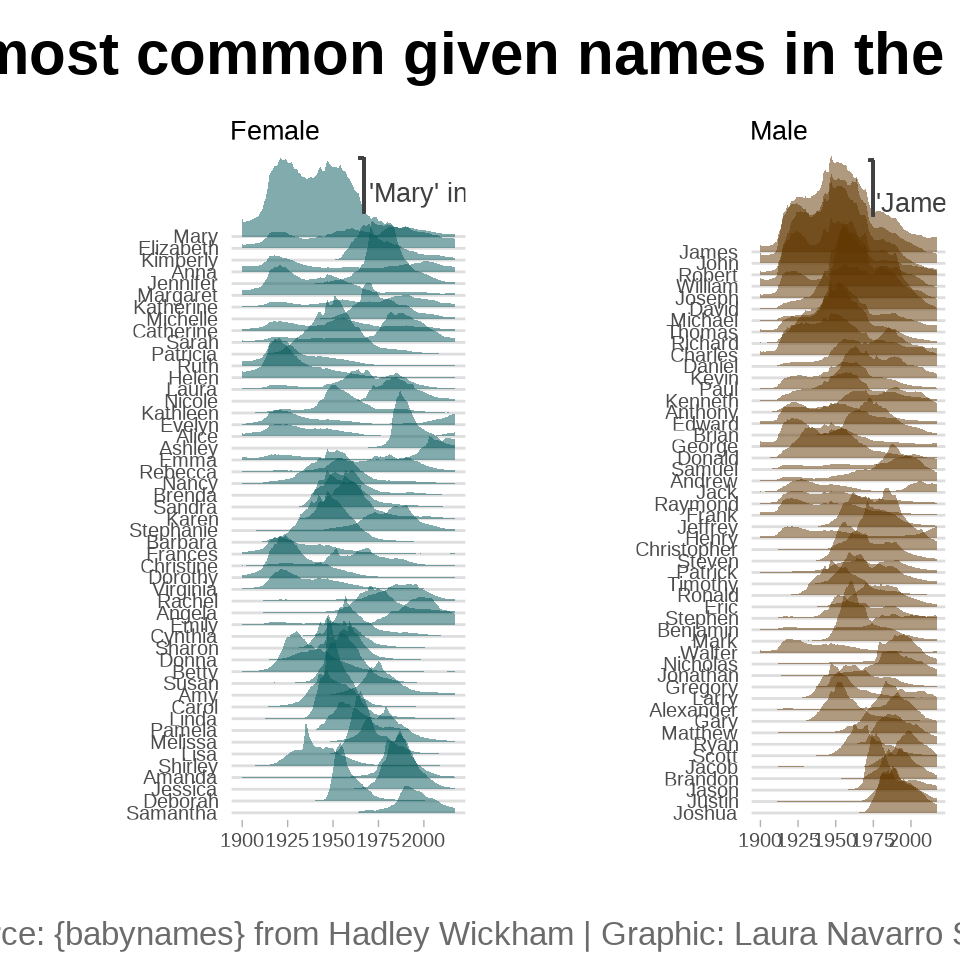 most common given names in the
Female
'Mary' in
Mary
Elizabeth
Kimberly
Anna
Jennifer
Margaret
Katherine
Michelle
Catherine
Sarah
Patricia
Ruth
Helen
Laura
Nicole
Kathleen
Evelyn
Alice
Ashley
Emma
Rebecca
Nancy
Brenda
Sandra
Karen
Stephanie
Barbara
Frances
Christine
Dorothy
Virginia
Rachel
Angela
Emily
Cynthia
Sharon
Donna
Betty
Susan
Amy
Carol
Linda
Pamela
Melissa
Lisa
Shirley
Amanda
Jessica
Deborah
Samantha
1900 1925 1950 1975 2000
Male
'Jame
James
John
Robert
William
Joseph
David
Michael
Thomas
Richard
Charles
Daniel
Kevin
Paul
Kenneth
Anthony
Edward
Brian
George
Donald
Samuel
Andrew
Jack
Raymond
Frank
Jeffrey
Henry
Christopher
Steven
Patrick
Timothy
Ronald
Eric
Stephen
Benjamin
Mark
Walter
Nicholas
Jonathan
Gregory
Larry
Alexander
Gary
Matthew
Ryan
Scott
Jacob
Brandon
Jason
Justin
Joshua
1900 1925 1950 1975 2000
rce: {babynames} from Hadley Wickham | Graphic: Laura Navarro S